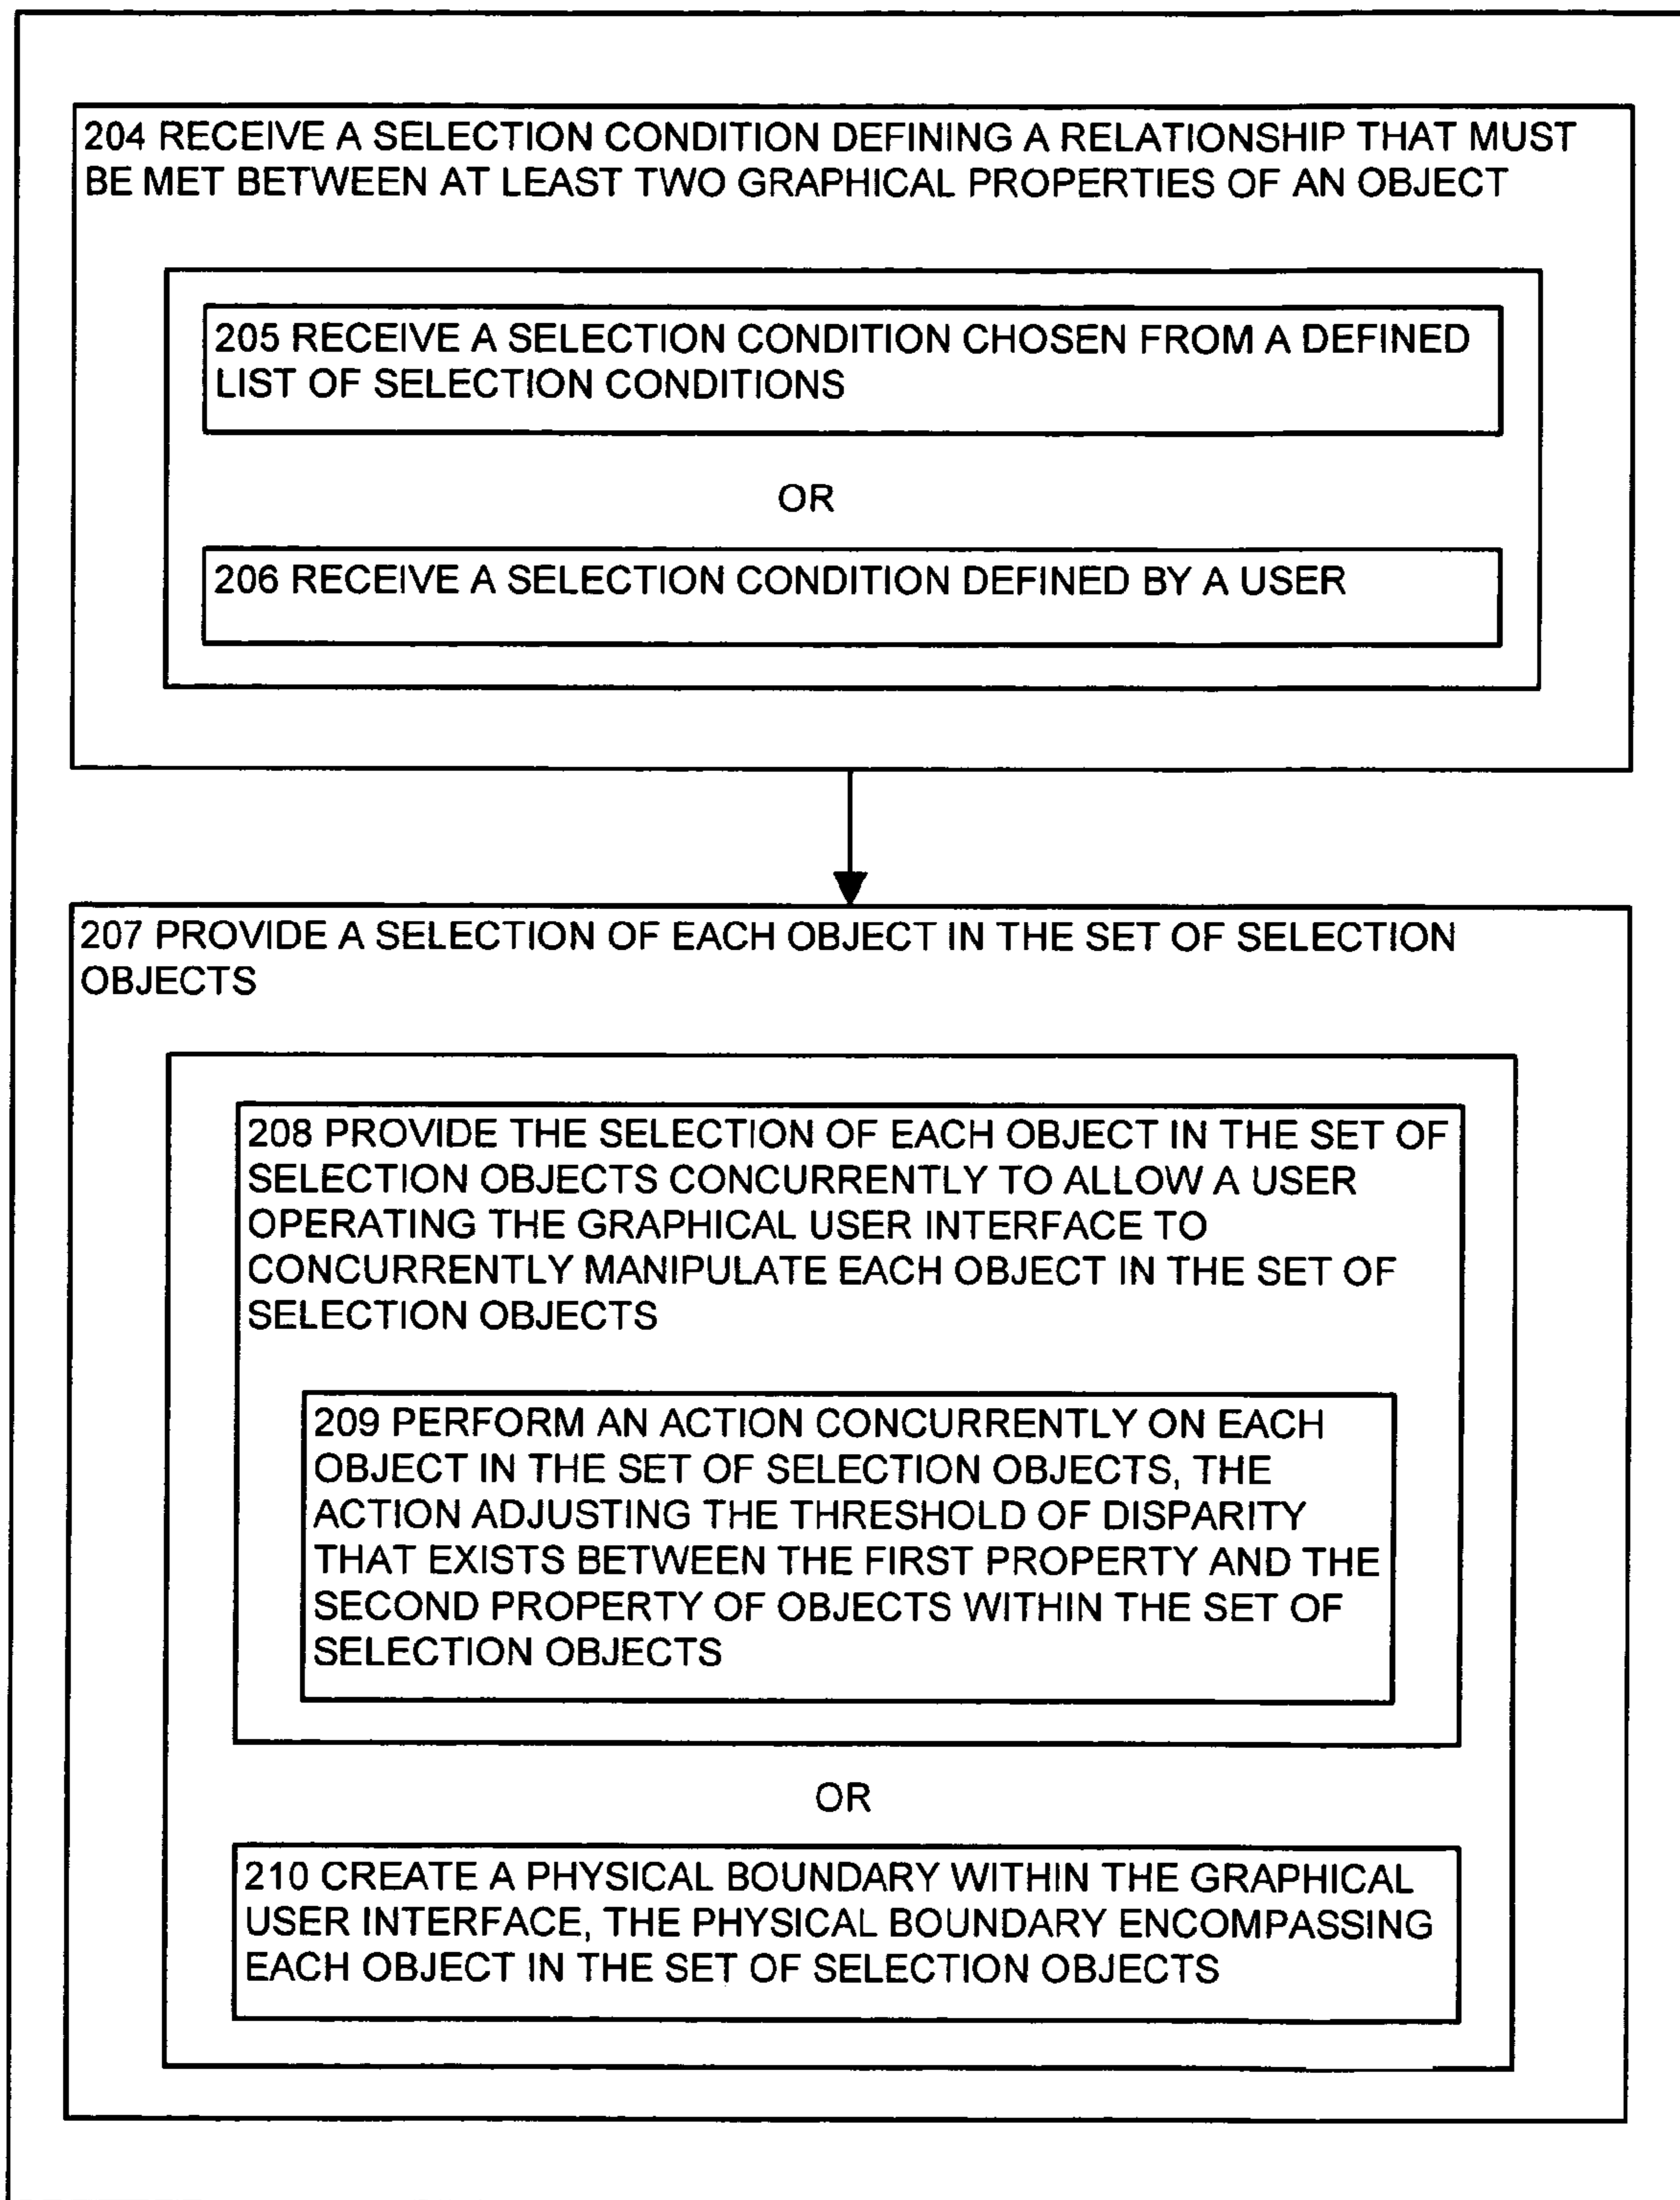 204 RECEIVE A SELECTION CONDITION DEFINING A RELATIONSHIP THAT MUST
BE MET BETWEEN AT LEAST TWO GRAPHICAL PROPERTIES OF AN OBJECT
205 RECEIVE A SELECTION CONDITION CHOSEN FROM A DEFINED
LIST OF SELECTION CONDITIONS
OR
206 RECEIVE A SELECTION CONDITION DEFINED BY A USER
207 PROVIDE A SELECTION OF EACH OBJECT IN THE SET OF SELECTION
OBJECTS
208 PROVIDE THE SELECTION OF EACH OBJECT IN THE SET OF
SELECTION OBJECTS CONCURRENTLY TO ALLOW A USER
OPERATING THE GRAPHICAL USER INTERFACE TO
CONCURRENTLY MANIPULATE EACH OBJECT IN THE SET OF
SELECTION OBJECTS
209 PERFORM AN ACTION CONCURRENTLY ON EACH
OBJECT IN THE SET OF SELECTION OBJECTS, THE
ACTION ADJUSTING THE THRESHOLD OF DISPARITY
THAT EXISTS BETWEEN THE FIRST PROPERTY AND THE
SECOND PROPERTY OF OBJECTS WITHIN THE SET OF
SELECTION OBJECTS
OR
210 CREATE A PHYSICAL BOUNDARY WITHIN THE GRAPHICAL
USER INTERFACE, THE PHYSICAL BOUNDARY ENCOMPASSING
EACH OBJECT IN THE SET OF SELECTION OBJECTS